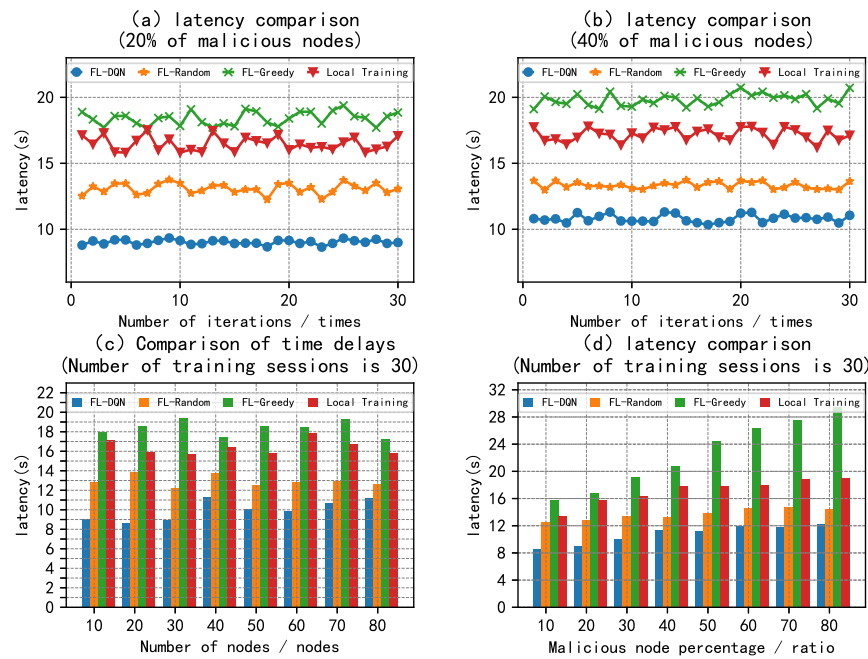 (a) latency comparison
(20% of malicious nodes)
FL-DQN FL-Random FL-Greedy Local Training
latency(s)
20
15
10
0 10 20 30
Number of iterations / times
(b) latency comparison
(40% of malicious nodes)
FL-DQN FL-Random FL-Greedy Local Training
latency(s)
20
15
10
0 10 20 30
Number of iterations / times
(c) Comparison of time delays
(Number of training sessions is 30)
FL-DQN FL-Random FL-Greedy Local Training
latency(s)
22
20
18
16
14
12
10
8
6
4
2
0
10 20 30 40 50 60 70 80
Number of nodes / nodes
(d) latency comparison
(Number of training sessions is 30)
FL-DQN FL-Random FL-Greedy Local Training
latency(s)
32
28
24
20
16
12
8
4
0
10 20 30 40 50 60 70 80
Malicious node percentage / ratio